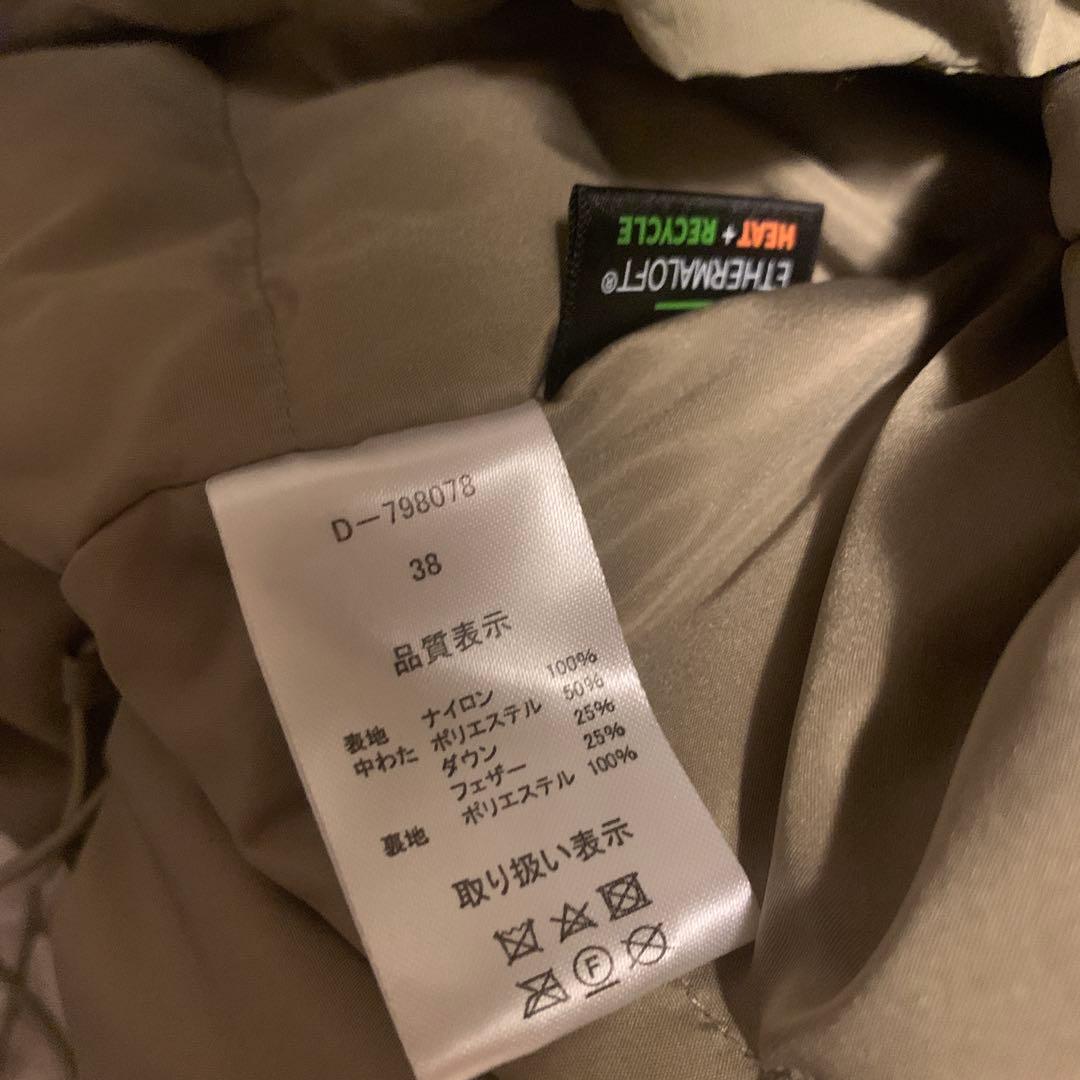 HEAT + RECYCLE
ETHERMALOFT®
D-798078
38
品質表示
表地 ナイロン 100%
中わた ポリエステル 50%
ダウン 25%
フェザー 25%
裏地 ポリエステル 100%
取り扱い表示
F